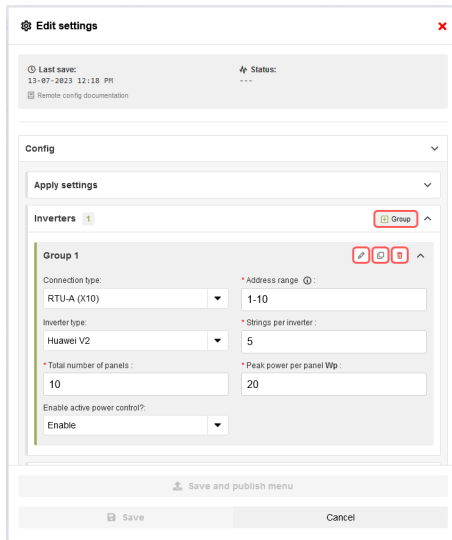 Edit settings
Last save: Status:
13-07-2023 12:18 PM ---
Remote config documentation
Config
Apply settings
Inverters 1 Group
Group 1
Connection type: * Address range :
RTU-A (X10) 1-10
Inverter type: * Strings per inverter :
Huawei V2 5
* Total number of panels : * Peak power per panel Wp :
10 20
Enable active power control?:
Enable
Save and publish menu
Save Cancel